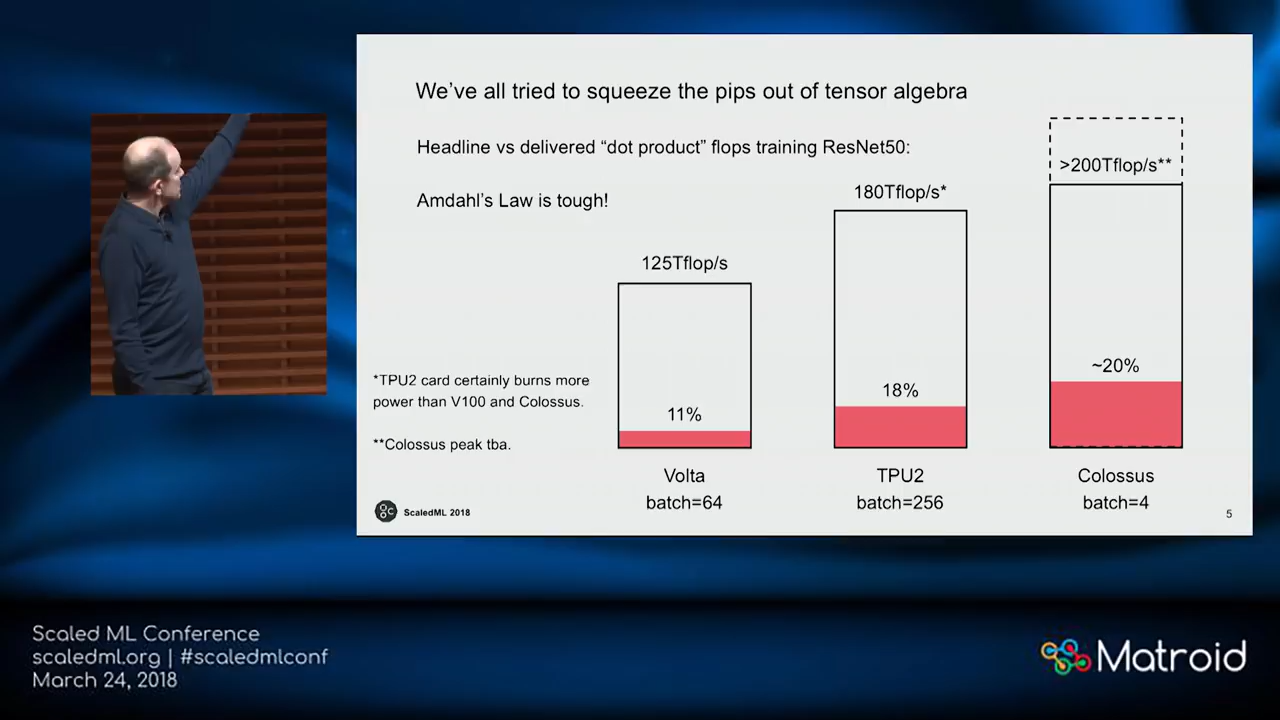 We've all tried to squeeze the pips out of tensor algebra
Headline vs delivered “dot product” flops training ResNet50:
Amdahl's Law is tough!
125Tflop/s
180Tflop/s*
>200Tflop/s**
11%
18%
~20%
*TPU2 card certainly burns more
power than V100 and Colossus.
**Colossus peak tba.
Volta
batch=64
TPU2
batch=256
Colossus
batch=4
ScaledML 2018
5
Scaled ML Conference
scaledml.org | #scaledmlconf
March 24, 2018
Matroid